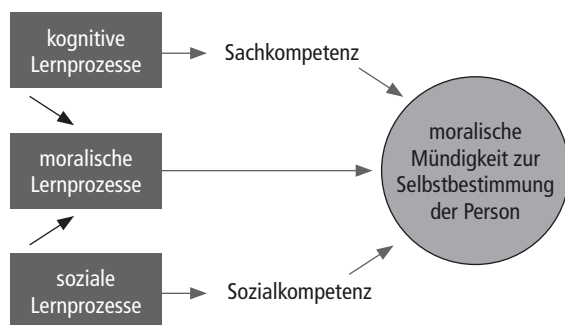 kognitive
Lernprozesse
Sachkompetenz
moralische
Lernprozesse
moralische
Mündigkeit zur
Selbstbestimmung
der Person
soziale
Lernprozesse
Sozialkompetenz